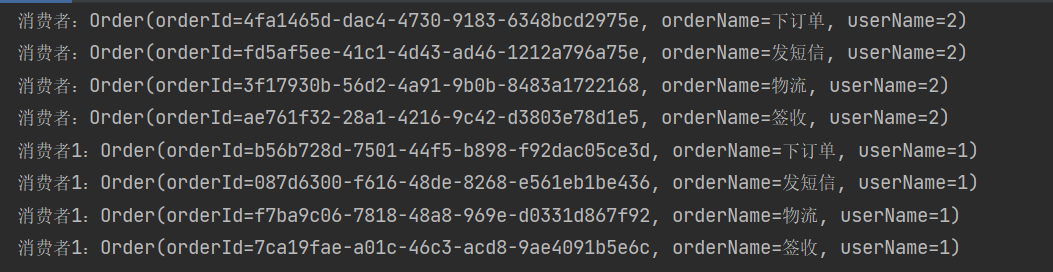 消费者：Order(orderId=4fa1465d-dac4-4730-9183-6348bcd2975e, orderName=下订单, userName=2)
消费者：Order(orderId=fd5af5ee-41c1-4d43-ad46-1212a796a75e, orderName=发短信, userName=2)
消费者：Order(orderId=3f17930b-56d2-4a91-9b0b-8483a1722168, orderName=物流, userName=2)
消费者：Order(orderId=ae761f32-28a1-4216-9c42-d3803e78d1e5, orderName=签收, userName=2)
消费者1：Order(orderId=b56b728d-7501-44f5-b898-f92dac05ce3d, orderName=下订单, userName=1)
消费者1：Order(orderId=087d6300-f616-48de-8268-e561eb1be436, orderName=发短信, userName=1)
消费者1：Order(orderId=f7ba9c06-7818-48a8-969e-d0331d867f92, orderName=物流, userName=1)
消费者1：Order(orderId=7ca19fae-a01c-46c3-acd8-9ae4091b5e6c, orderName=签收, userName=1)